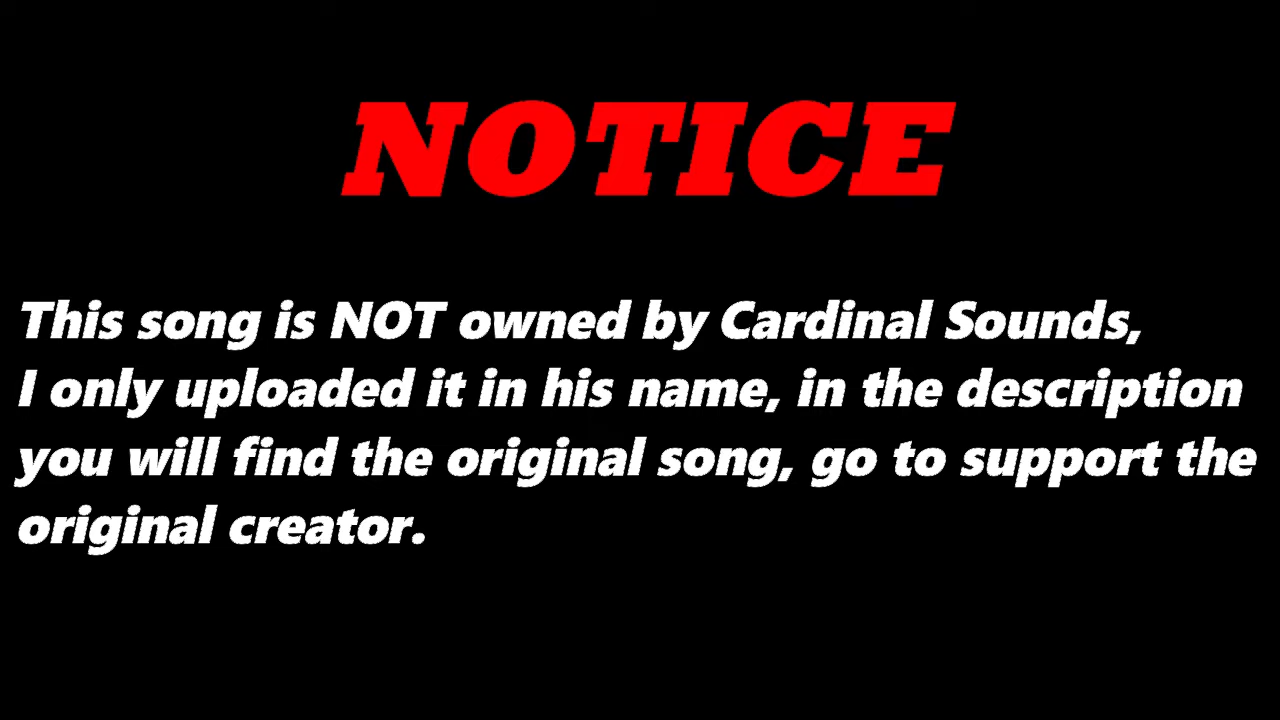 NOTICE
This song is NOT owned by Cardinal Sounds,
I only uploaded it in his name, in the description
you will find the original song, go to support the
original creator.